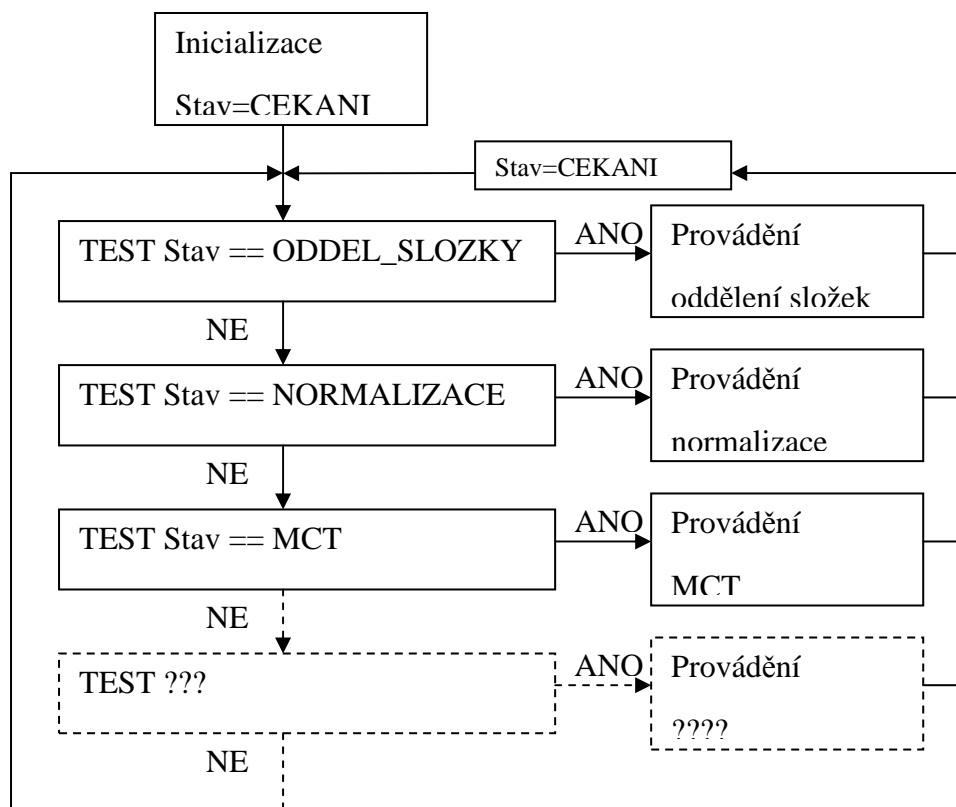 Inicializace
Stav=CEKANI
Stav=CEKANI
TEST Stav == ODDEL_SLOZKY
ANO
Provádění
oddělení složek
NE
TEST Stav == NORMALIZACE
ANO
Provádění
normalizace
NE
TEST Stav == MCT
ANO
Provádění
MCT
NE
TEST ???
ANO
Provádění
????
NE